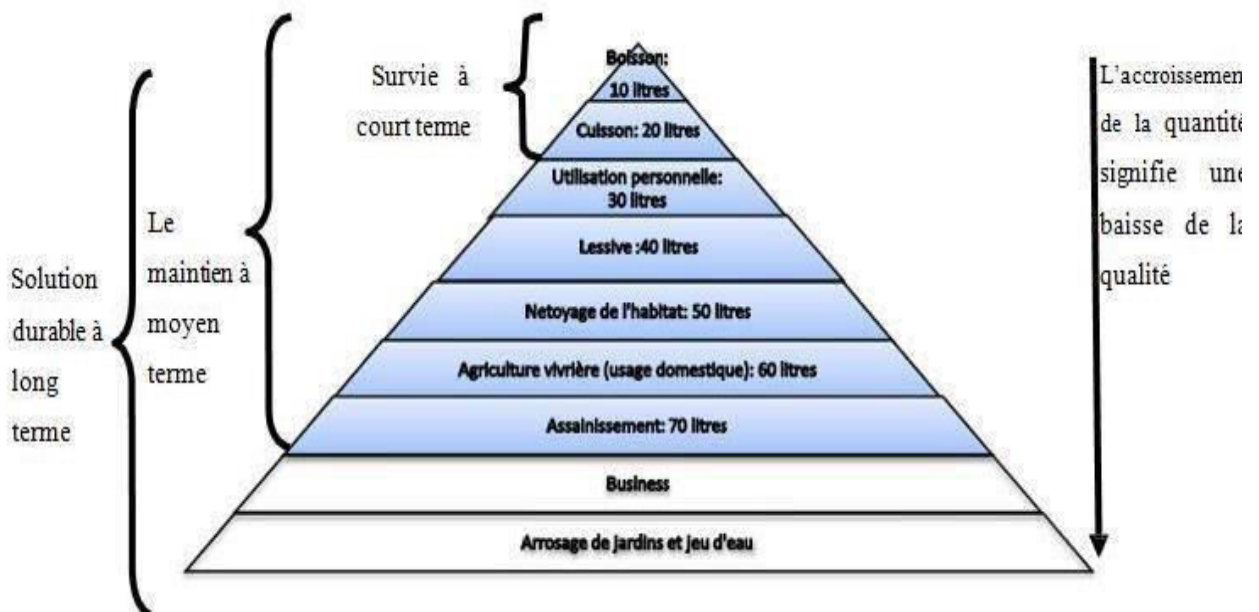 Boisson:
10 litres
Cuisson: 20 litres
Utilisation personnelle:
30 litres
Lessive :40 litres
Netoyage de l'habitat: 50 litres
Agriculture vivrière (usage domestique): 60 litres
Assainissement: 70 litres
Business
Arrosage de jardins et jeu d'eau
Survie à
court terme
Le
maintien à
moyen
terme
Solution
durable à
long
terme
L'accroissemen
de la quantité
signifie une
baisse de la
qualité